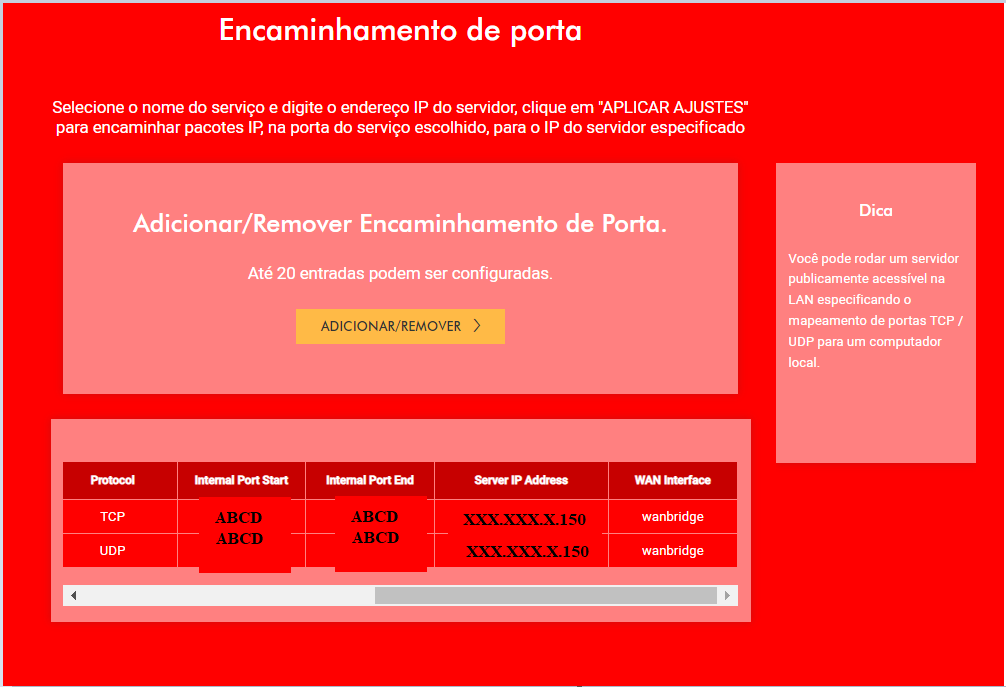 Encaminhamento de porta
Selecione o nome do serviço e digite o endereço IP do servidor, clique em "APLICAR AJUSTES"
para encaminhar pacotes IP, na porta do serviço escolhido, para o IP do servidor especificado
Adicionar/Remover Encaminhamento de Porta.
Até 20 entradas podem ser configuradas.
ADICIONAR/REMOVER
Dica
Você pode rodar um servidor
publicamente acessível na
LAN especificando o
mapeamento de portas TCP /
UDP para um computador
local.
Protocol Internal Port Start Internal Port End Server IP Address WAN Interface
TCP ABCD ABCD XXX.XXX.X.150 wanbridge
UDP ABCD ABCD XXX.XXX.X.150 wanbridge